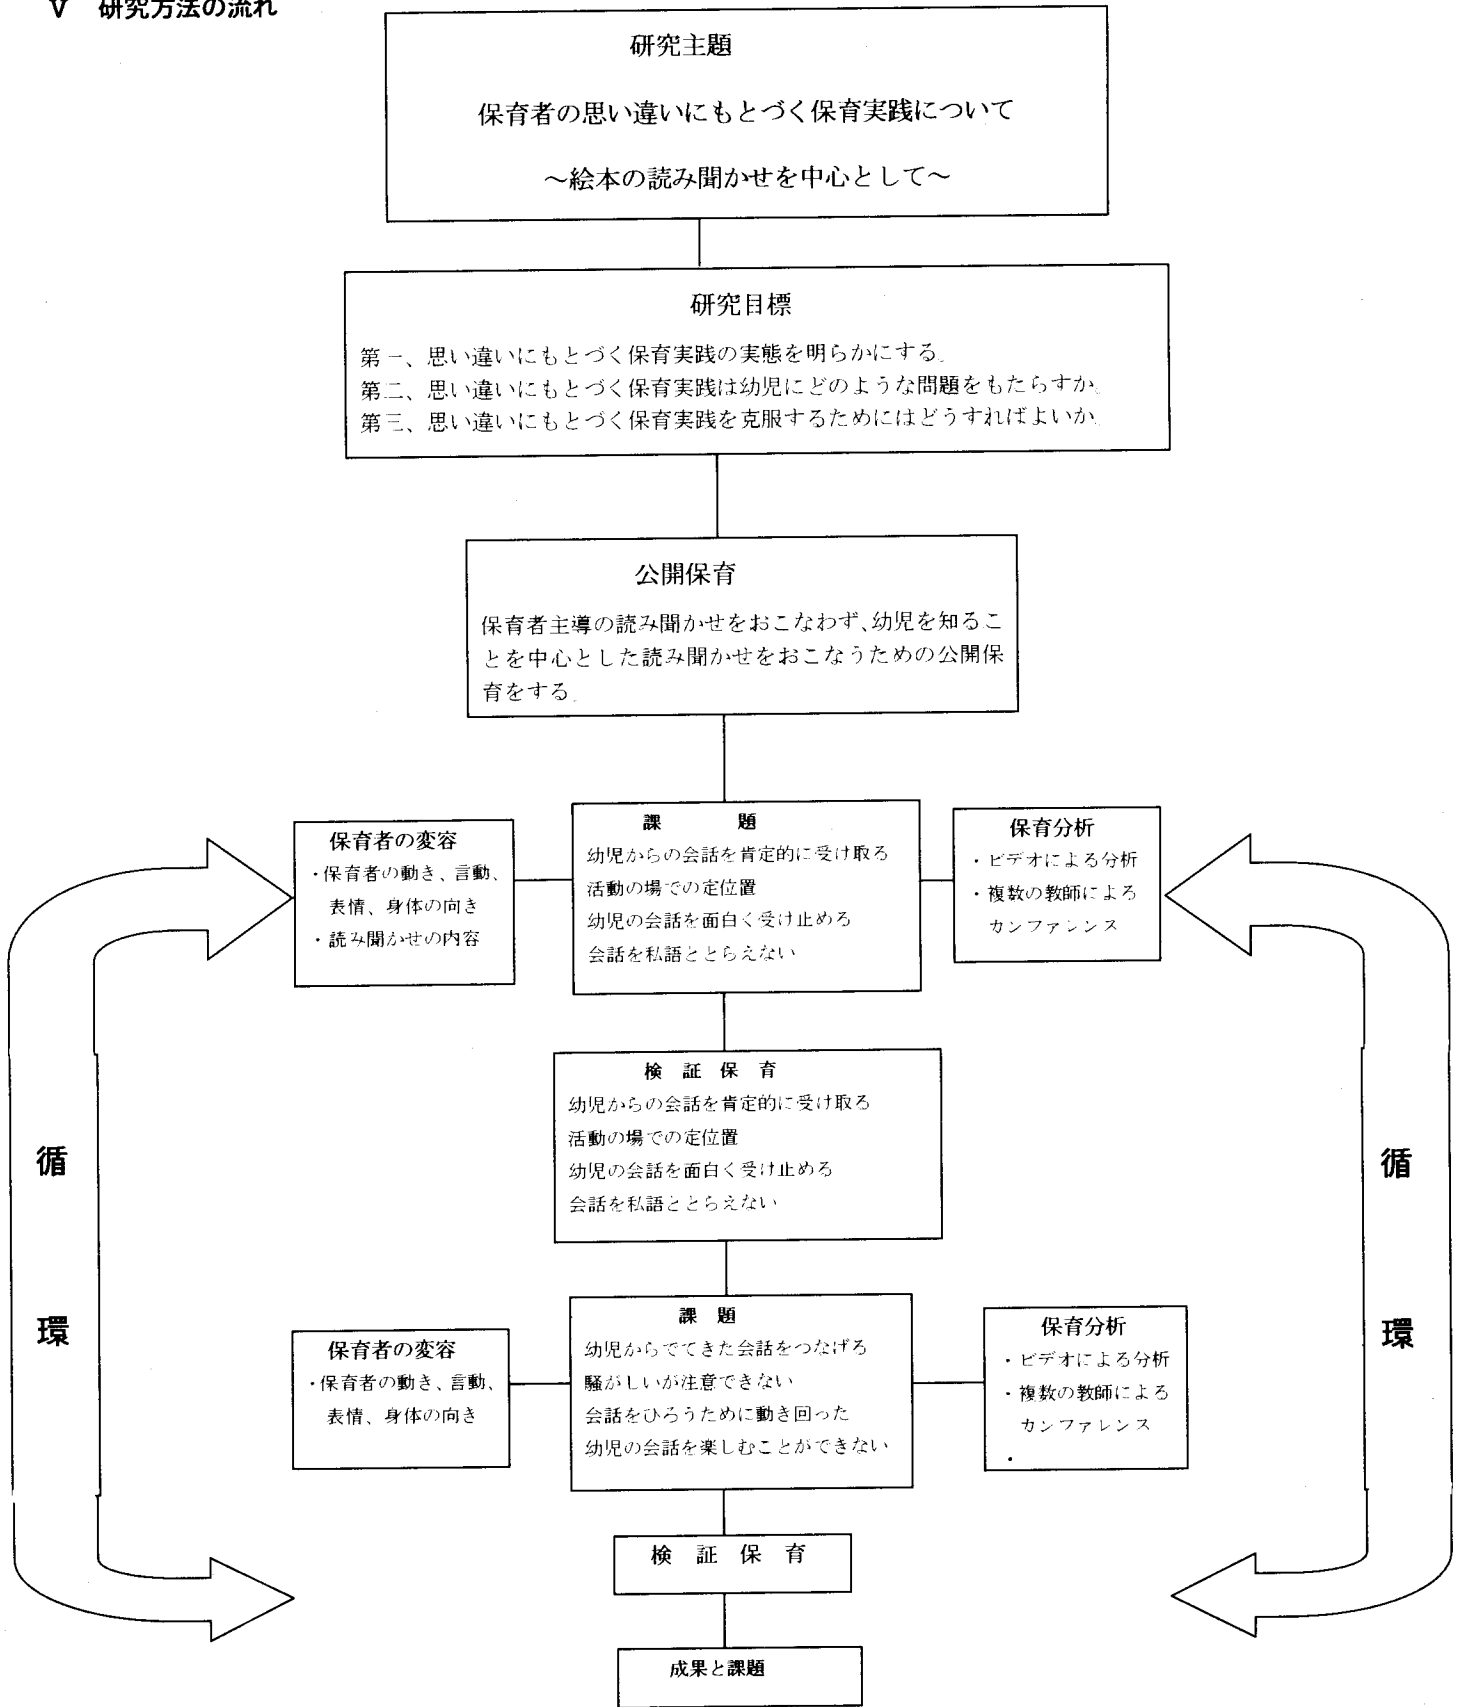 V 研究方法の流れ
研究主題
保育者の思い違いにもとづく保育実践について
～絵本の読み聞かせを中心として～
研究目標
第一、思い違いにもとづく保育実践の実態を明らかにする。
第二、思い違いにもとづく保育実践は幼児にどのような問題をもたらすか。
第三、思い違いにもとづく保育実践を克服するためにはどうすればよいか。
公開保育
保育者主導の読み聞かせをおこなわず、幼児を知るこ
とを中心とした読み聞かせをおこなうための公開保
育をする。
保育者の変容
・保育者の動き、言動、
表情、身体の向き
・読み聞かせの内容
課 題
幼児からの会話を肯定的に受け取る
活動の場での定位置
幼児の会話を面白く受け止める
会話を私語ととらえない
保育分析
・ビデオによる分析
・複数の教師による
カンファレンス
検 証 保 育
幼児からの会話を肯定的に受け取る
活動の場での定位置
幼児の会話を面白く受け止める
会話を私語ととらえない
循
環
循
環
保育者の変容
・保育者の動き、言動、
表情、身体の向き
課 題
幼児からでてきた会話をつなげる
騒がしいが注意できない
会話をひろうために動き回った
幼児の会話を楽しむことができない
保育分析
・ビデオによる分析
・複数の教師による
カンファレンス
・
検 証 保 育
成果と課題